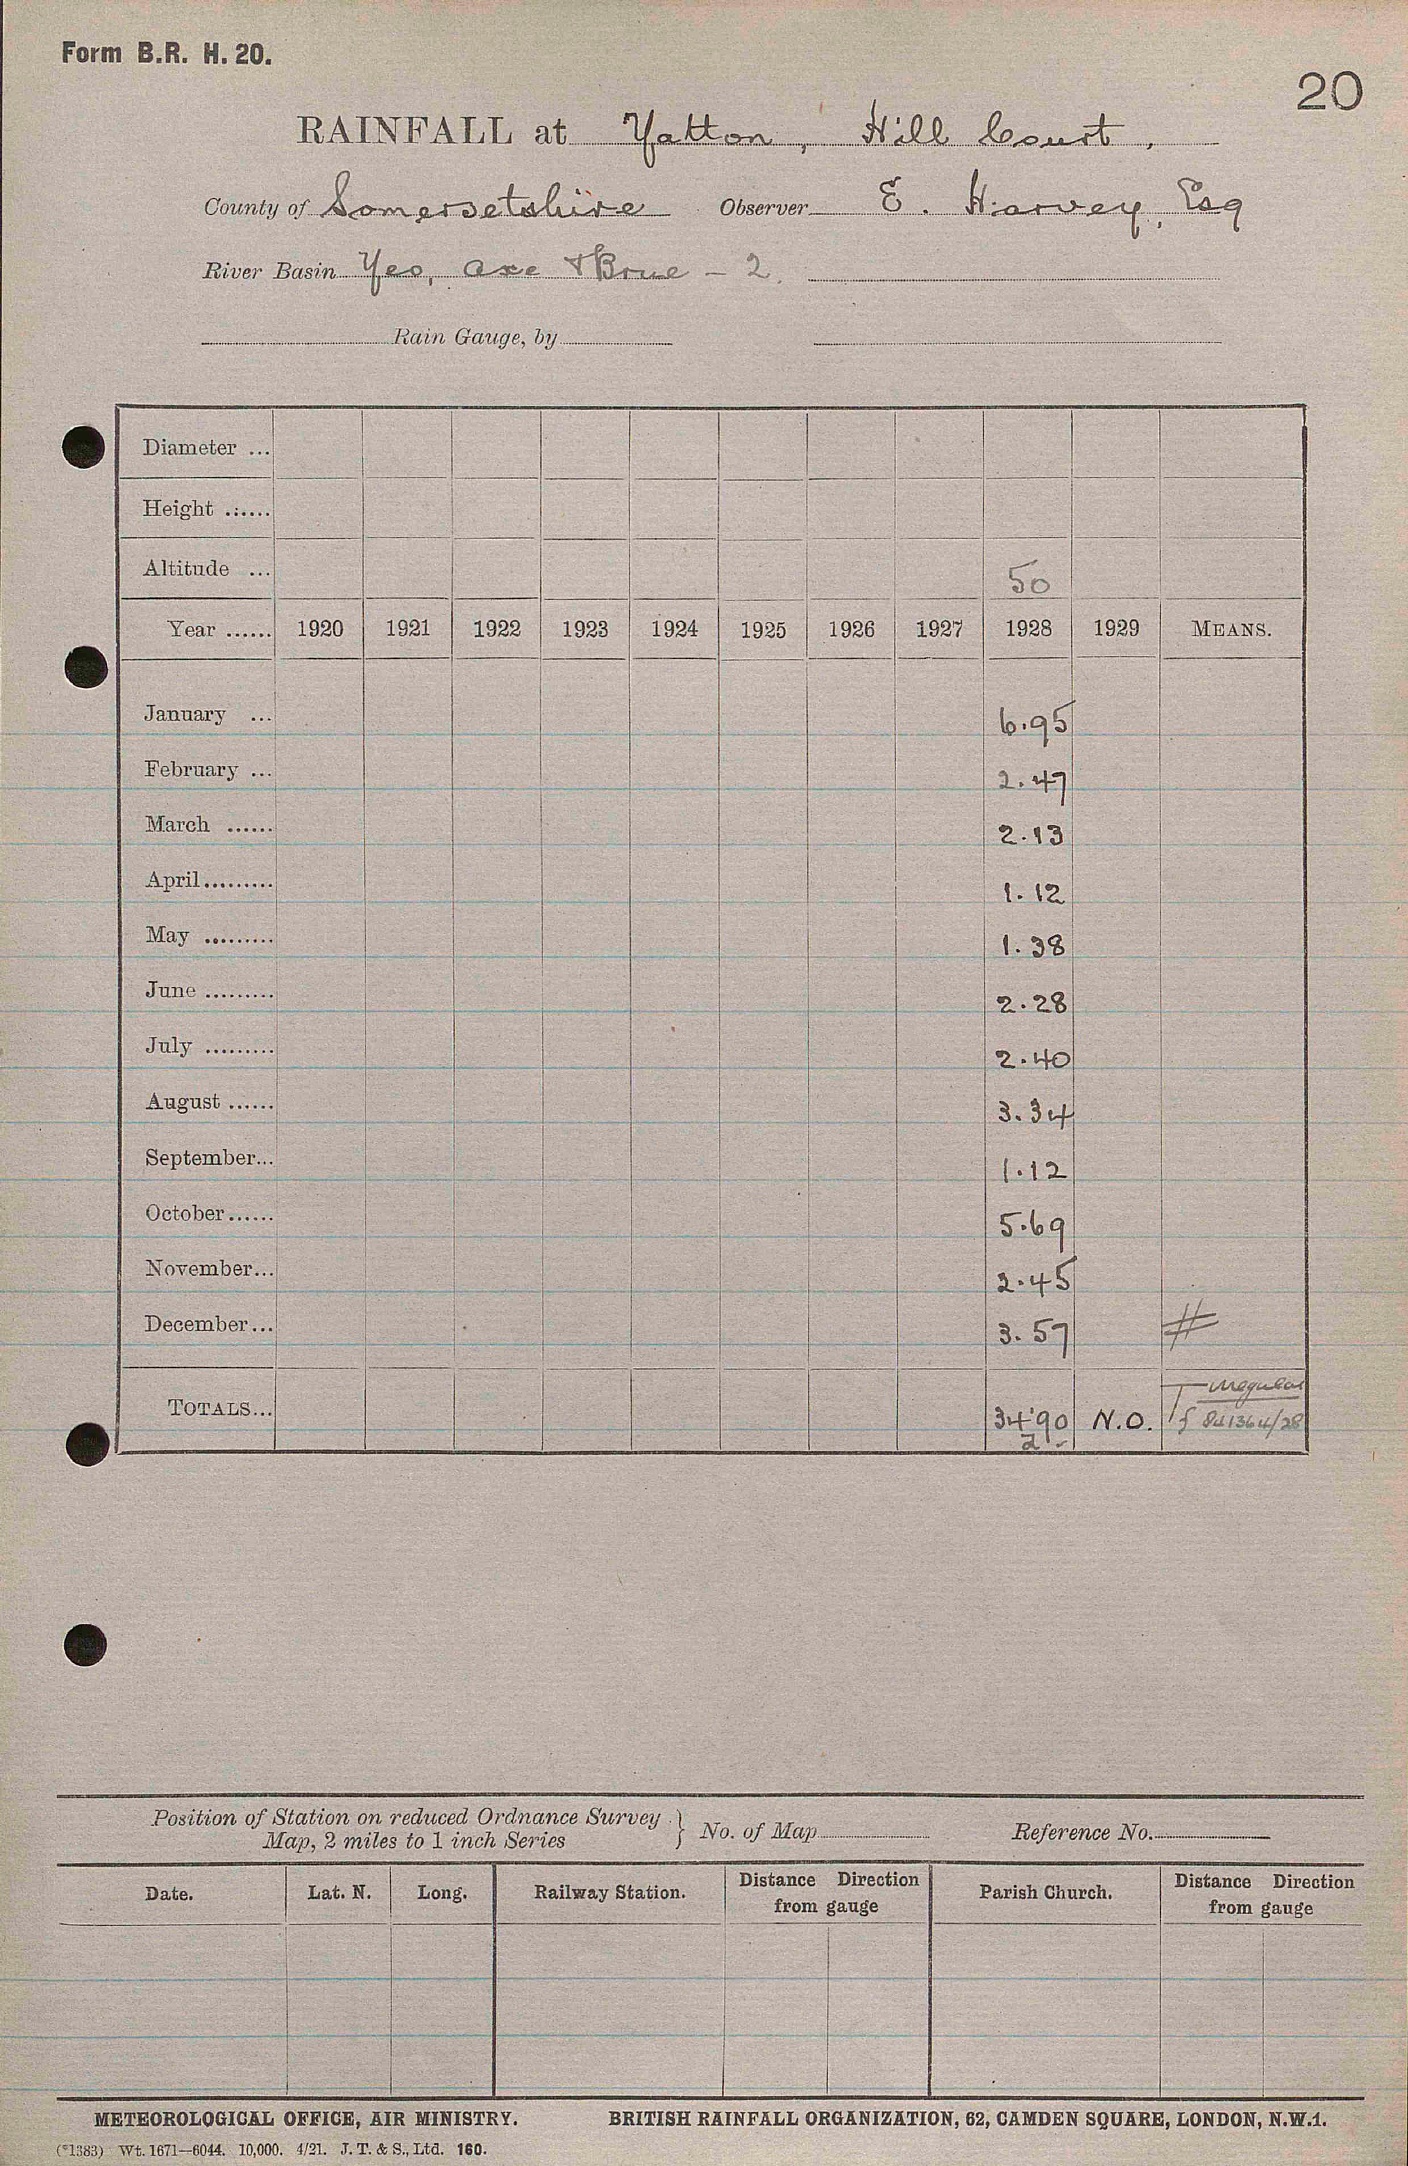 Form B.R. H. 20.
20
RAINFALL at Yatton, Hill Court,
County of Somersetshire Observer E. Harvey, Esq
River Basin Yeo, Axe & Brue - 2.
Rain Gauge, by
Diameter ...
Height ......
Altitude ... 50
Year ...... 1920 1921 1922 1923 1924 1925 1926 1927 1928 1929 MEANS.
January ... 6.95
February ... 2.47
March ...... 2.13
April......... 1.12
May ......... 1.38
June ......... 2.28
July ......... 2.40
August ...... 3.34
September... 1.12
October...... 5.69
November... 2.45
December... 3.57 #
Irregular
TOTALS... 34.90 N.O. f 841364/28
2
Position of Station on reduced Ordnance Survey
Map, 2 miles to 1 inch Series } No. of Map Reference No.
Date. Lat. N. Long. Railway Station. Distance Direction from gauge Parish Church. Distance Direction from gauge
METEOROLOGICAL OFFICE, AIR MINISTRY. BRITISH RAINFALL ORGANIZATION, 62, CAMDEN SQUARE, LONDON, N.W.1.
(*1383) Wt. 1671—6044. 10,000. 4/21. J. T. & S., Ltd. 160.